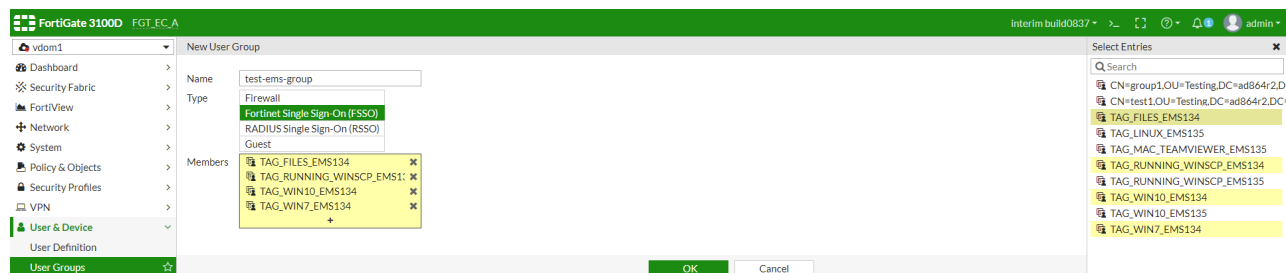 FortiGate 3100D FGT_EC_A
interim build0837
>_
1
admin
vdom1
Dashboard
Security Fabric
FortiView
Network
System
Policy & Objects
Security Profiles
VPN
User & Device
User Definition
User Groups
New User Group
Name test-ems-group
Type Firewall
Fortinet Single Sign-On (FSSO)
RADIUS Single Sign-On (RSSO)
Guest
Members TAG_FILES_EMS134
TAG_RUNNING_WINSCP_EMS13
TAG_WIN10_EMS134
TAG_WIN7_EMS134
+
OK Cancel
Select Entries
Search
CN=group1,OU=Testing,DC=ad864r2,D
CN=test1,OU=Testing,DC=ad864r2,DC
TAG_FILES_EMS134
TAG_LINUX_EMS135
TAG_MAC_TEAMVIEWER_EMS135
TAG_RUNNING_WINSCP_EMS134
TAG_RUNNING_WINSCP_EMS135
TAG_WIN10_EMS134
TAG_WIN10_EMS135
TAG_WIN7_EMS134